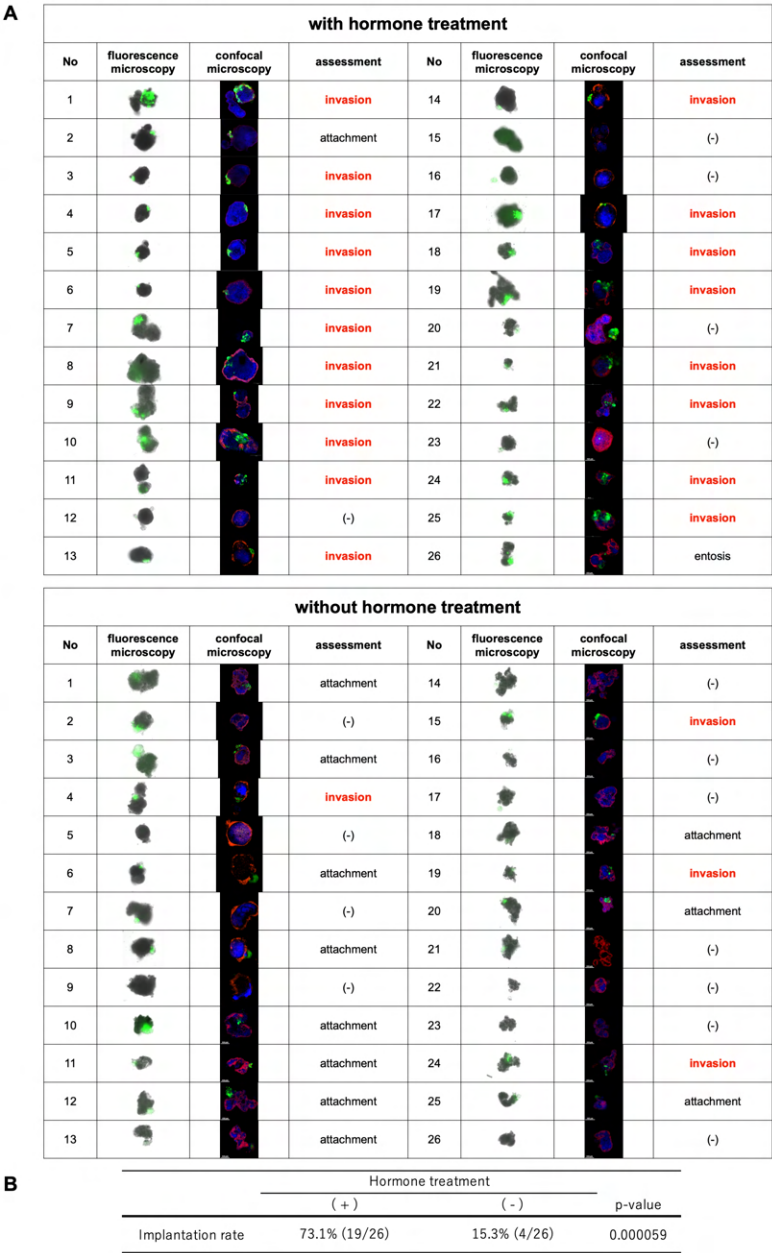 A
with hormone treatment
No fluorescence microscopy confocal microscopy assessment No fluorescence microscopy confocal microscopy assessment
1 invasion 14 invasion
2 attachment 15 (-)
3 invasion 16 (-)
4 invasion 17 invasion
5 invasion 18 invasion
6 invasion 19 invasion
7 invasion 20 (-)
8 invasion 21 invasion
9 invasion 22 invasion
10 invasion 23 (-)
11 invasion 24 invasion
12 (-) 25 invasion
13 invasion 26 entosis
without hormone treatment
No fluorescence microscopy confocal microscopy assessment No fluorescence microscopy confocal microscopy assessment
1 attachment 14 (-)
2 (-) 15 invasion
3 attachment 16 (-)
4 invasion 17 (-)
5 (-) 18 attachment
6 attachment 19 invasion
7 (-) 20 attachment
8 attachment 21 (-)
9 (-) 22 (-)
10 attachment 23 (-)
11 attachment 24 invasion
12 attachment 25 attachment
13 attachment 26 (-)
B
Hormone treatment
( + ) ( - ) p-value
Implantation rate 73.1% (19/26) 15.3% (4/26) 0.000059